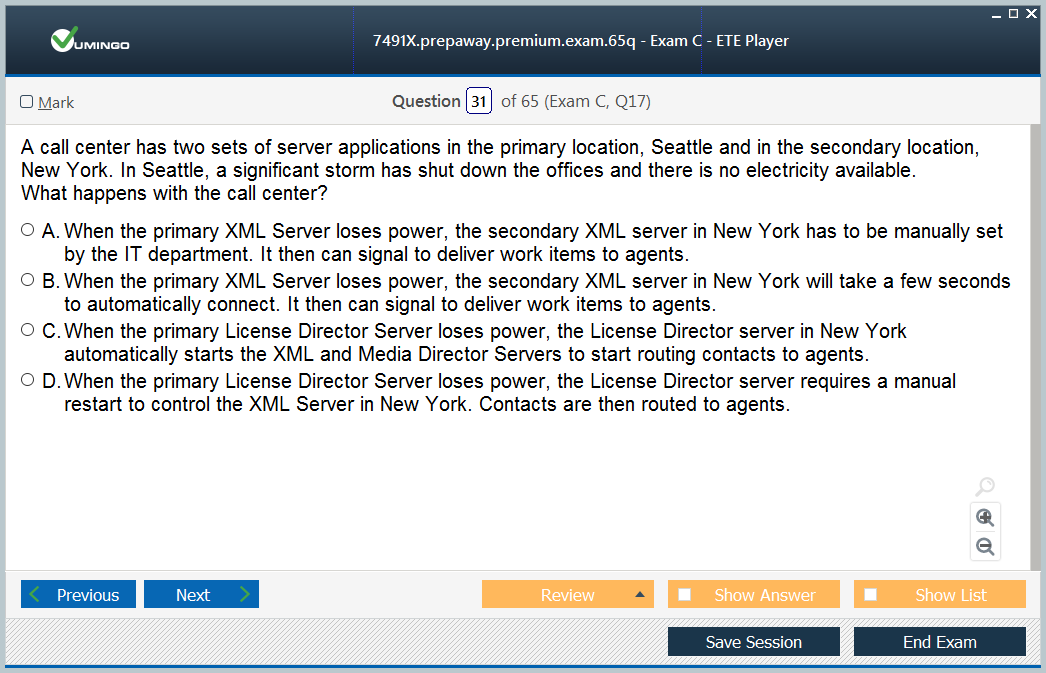 VUMINGO
7491X.prepaway.premium.exam.65q - Exam C - ETE Player
Mark
Question 31 of 65 (Exam C, Q17)
A call center has two sets of server applications in the primary location, Seattle and in the secondary location,
New York. In Seattle, a significant storm has shut down the offices and there is no electricity available.
What happens with the call center?
A. When the primary XML Server loses power, the secondary XML server in New York has to be manually set
by the IT department. It then can signal to deliver work items to agents.
B. When the primary XML Server loses power, the secondary XML server in New York will take a few seconds
to automatically connect. It then can signal to deliver work items to agents.
C. When the primary License Director Server loses power, the License Director server in New York
automatically starts the XML and Media Director Servers to start routing contacts to agents.
D. When the primary License Director Server loses power, the License Director server requires a manual
restart to control the XML Server in New York. Contacts are then routed to agents.
Previous Next Review Show Answer Show List
Save Session End Exam